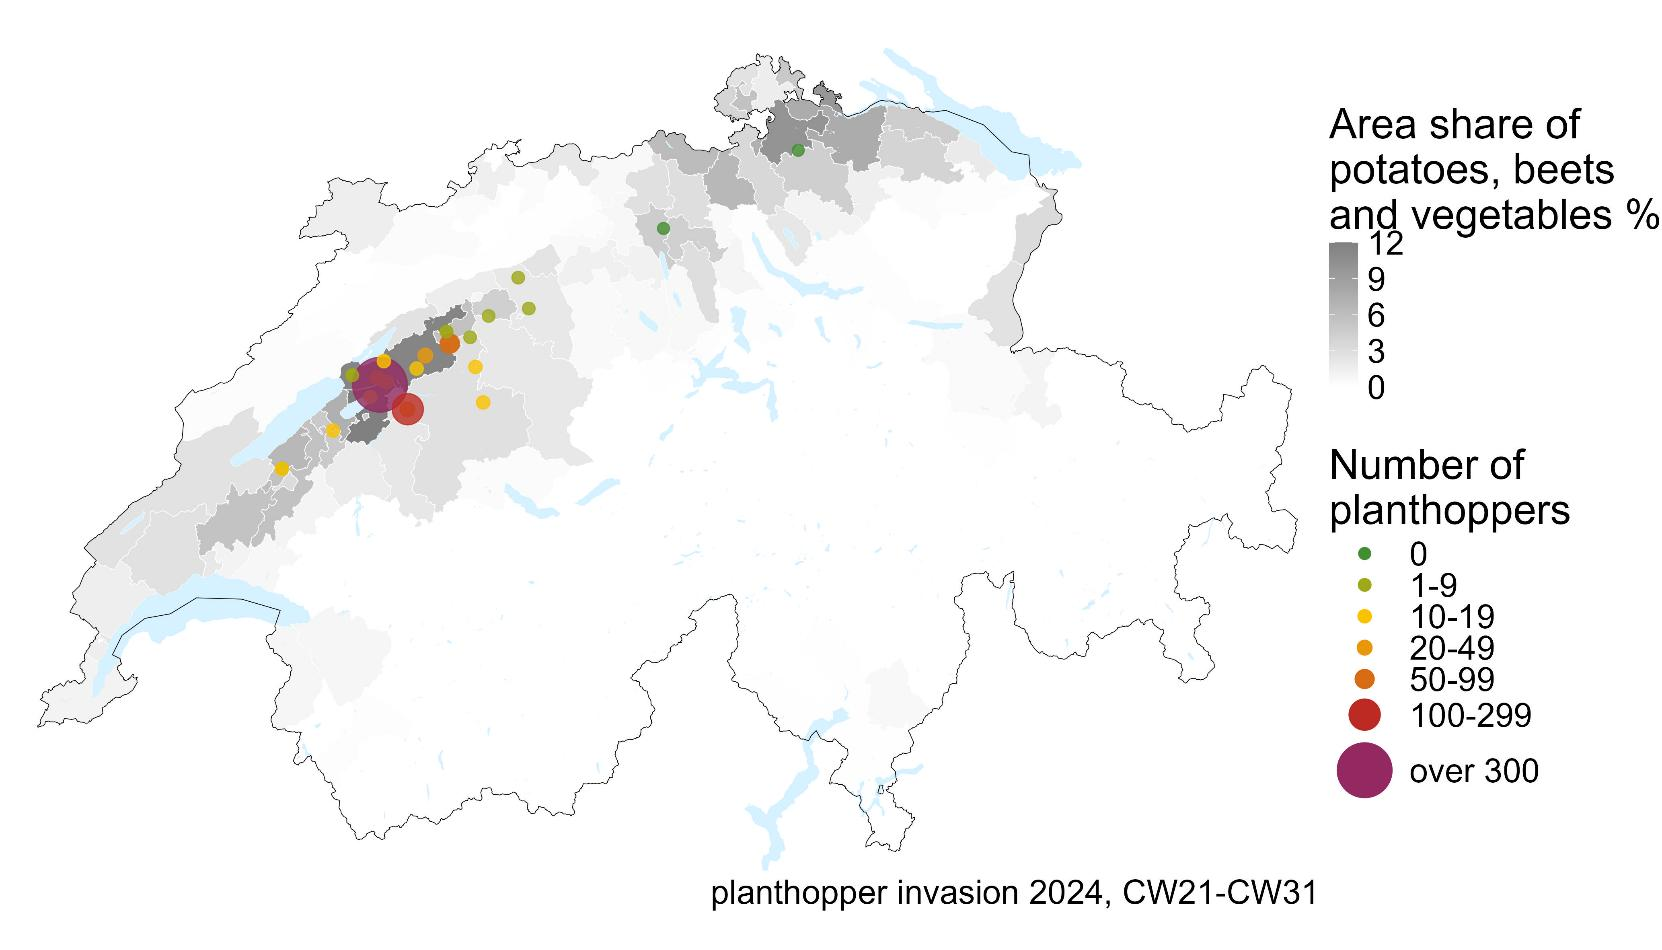 Area share of
potatoes, beets
and vegetables %
12
9
6
3
0
Number of
planthoppers
0
1-9
10-19
20-49
50-99
100-299
over 300
planthopper invasion 2024, CW21-CW31